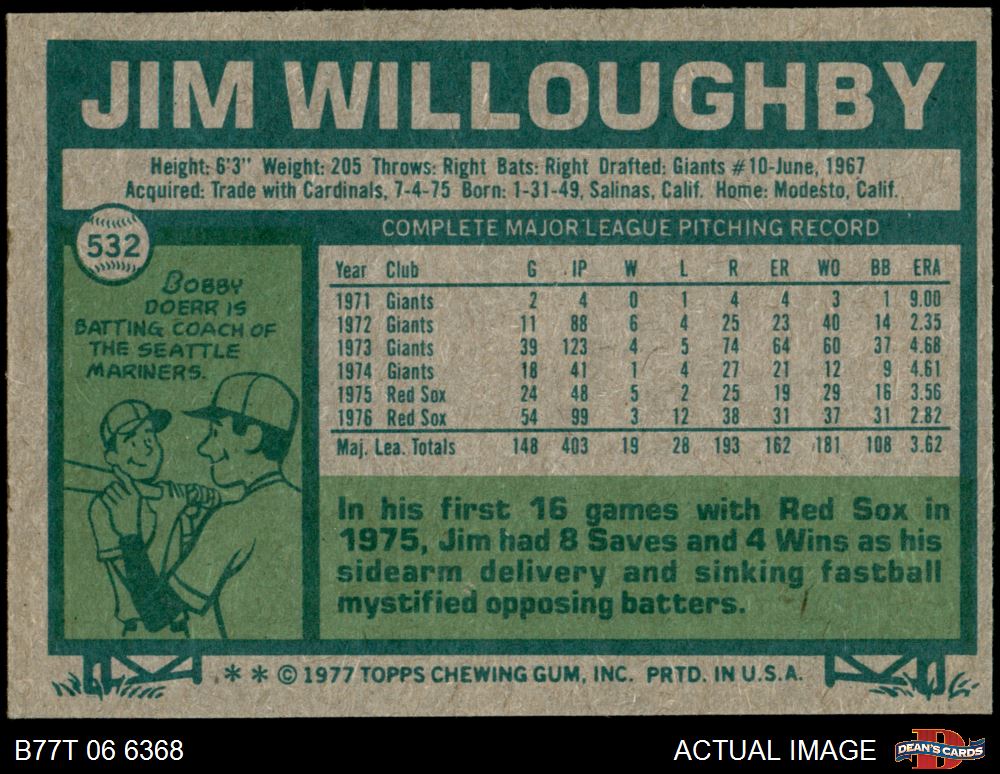 JIM WILLOUGHBY
Height: 6'3" Weight: 205 Throws: Right Bats: Right Drafted: Giants #10-June, 1967
Acquired: Trade with Cardinals, 7-4-75 Born: 1-31-49, Salinas, Calif. Home: Modesto, Calif.
532
BOBBY
DOERR IS
BATTING COACH OF
THE SEATTLE
MARINERS.
COMPLETE MAJOR LEAGUE PITCHING RECORD
Year Club G IP W L R ER WO BB ERA
1971 Giants 2 4 0 1 4 4 3 1 9.00
1972 Giants 11 88 6 4 25 23 40 14 2.35
1973 Giants 39 123 4 5 74 64 60 37 4.68
1974 Giants 18 41 1 4 27 21 12 9 4.61
1975 Red Sox 24 48 5 2 25 19 29 16 3.56
1976 Red Sox 54 99 3 12 38 31 37 31 2.82
Maj. Lea. Totals 148 403 19 28 193 162 181 108 3.62
In his first 16 games with Red Sox in
1975, Jim had 8 Saves and 4 Wins as his
sidearm delivery and sinking fastball
mystified opposing batters.
* * © 1977 TOPPS CHEWING GUM, INC. PRTD. IN U.S.A.
B77T 06 6368
ACTUAL IMAGE
DEAN'S CARDS